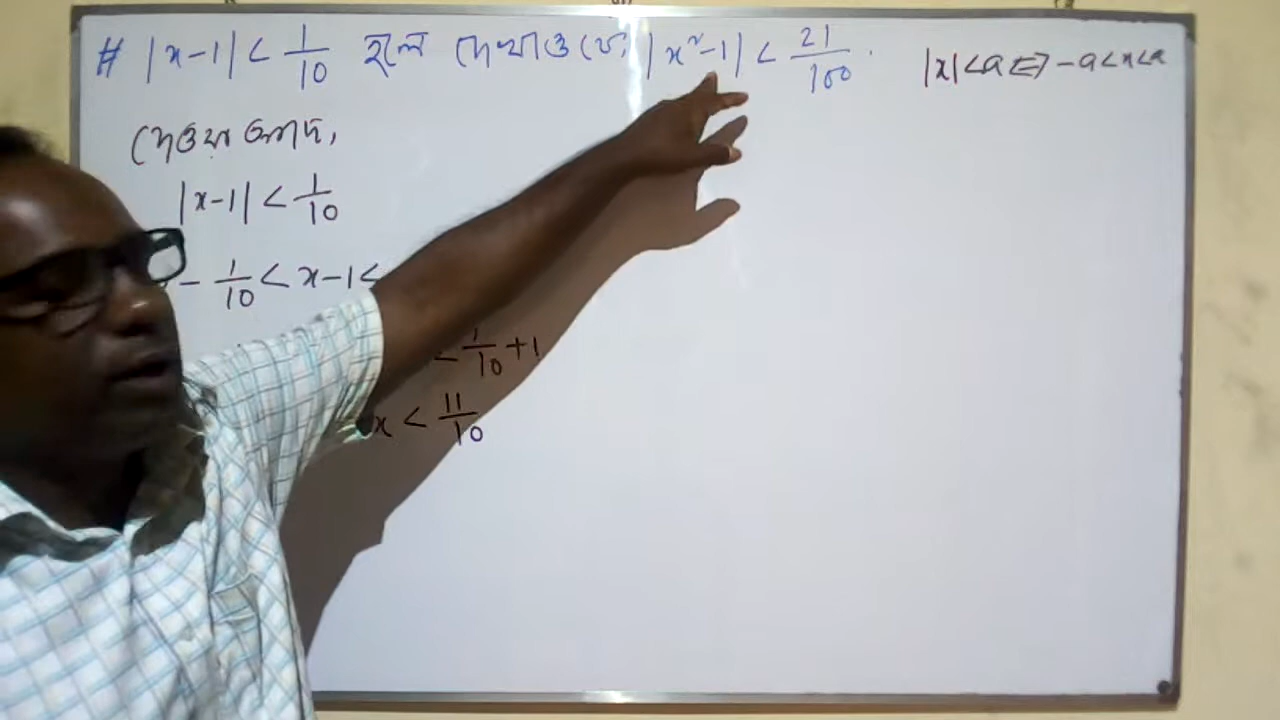 # |x-1| < 1/10 হলে দেখাও যে, |x²-1| < 21/100 . |x|<a ⇔ -a<x<a
দেওয়া আছে,
|x-1| < 1/10
- 1/10 < x-1 <
< 1/10 +1
x < 11/10